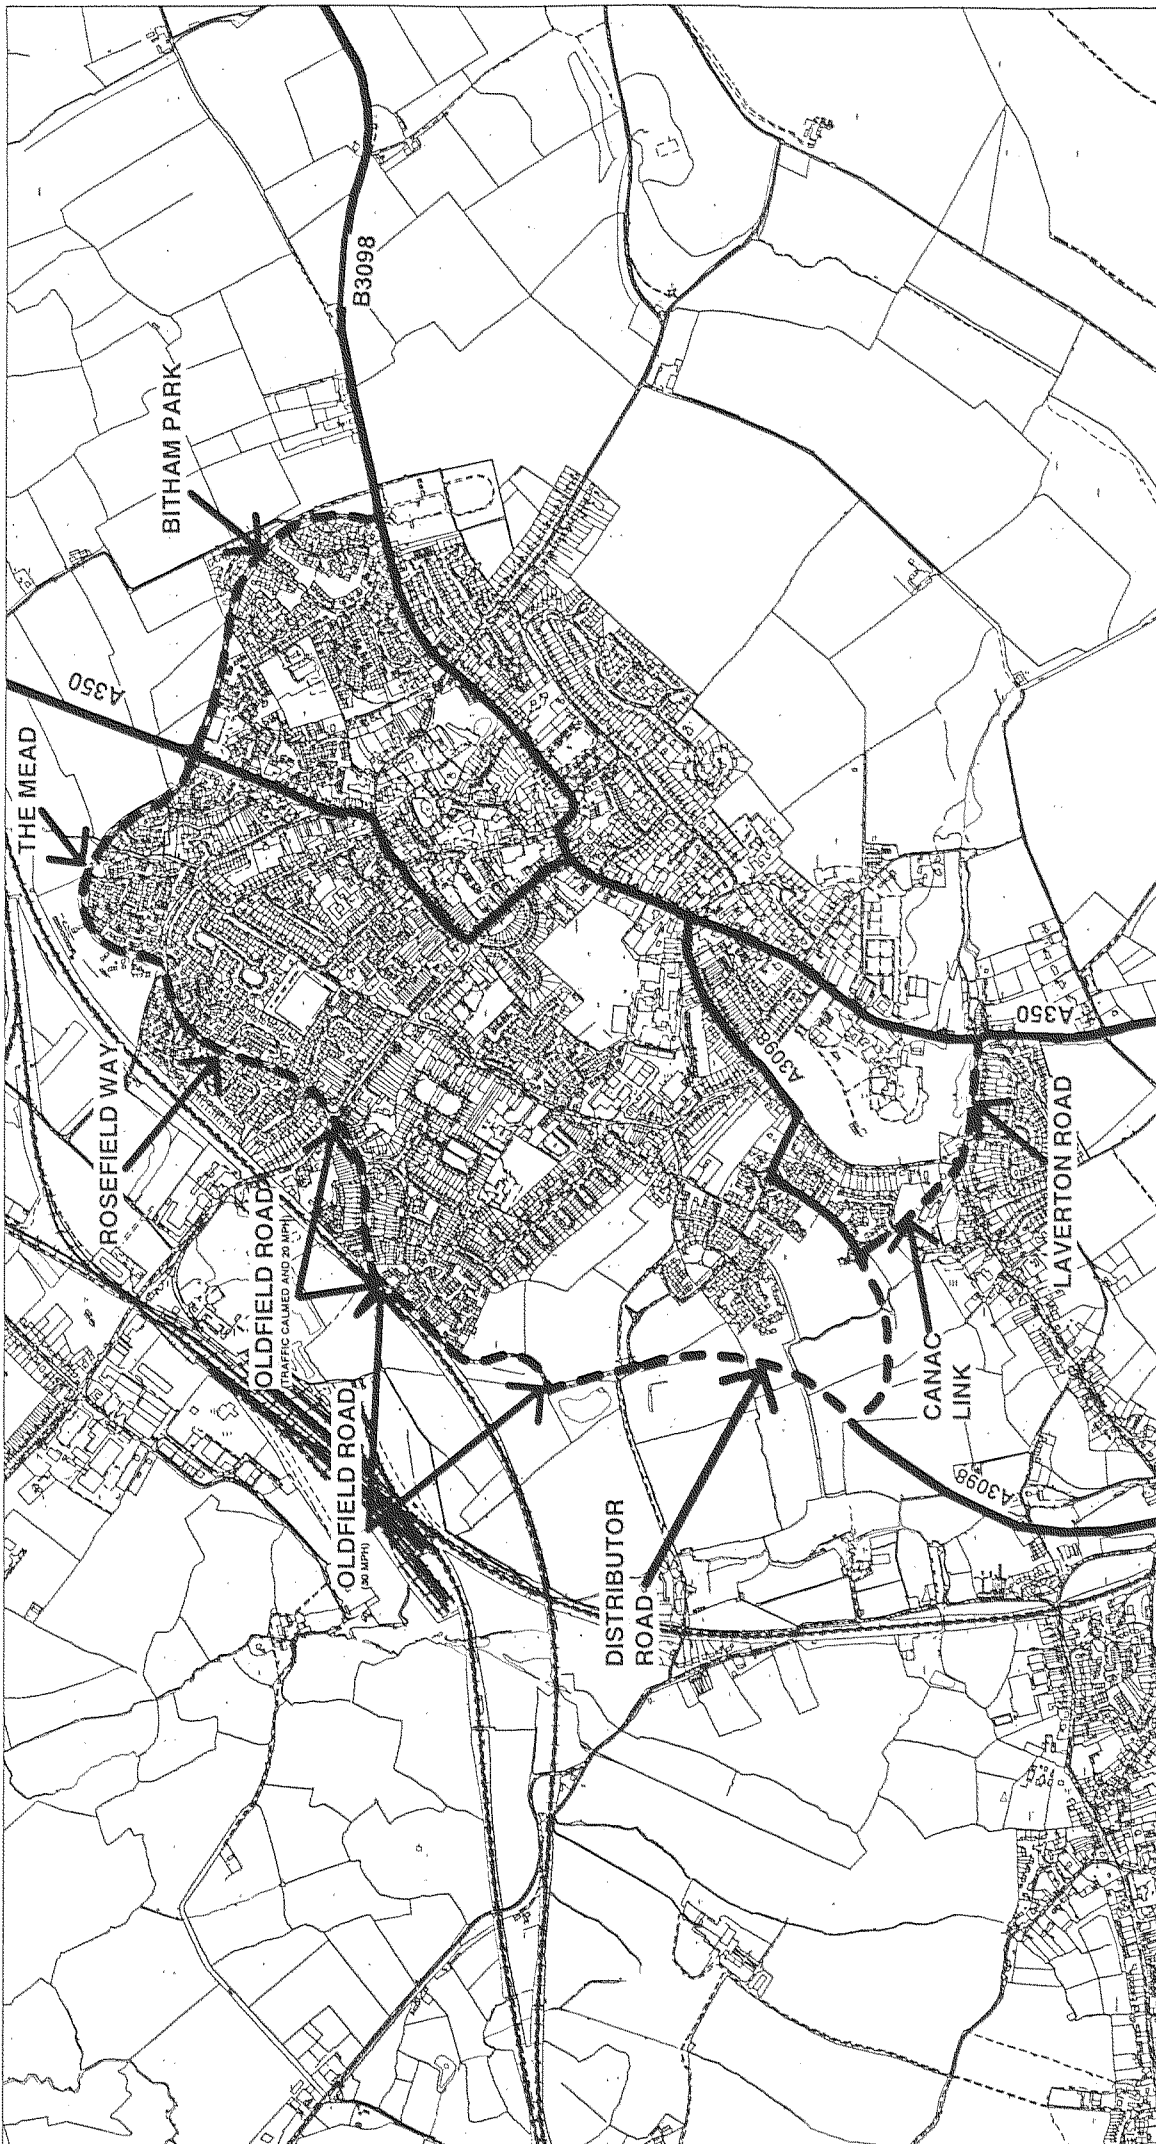 THE MEAD
A350
BITHAM PARK
B3098
ROSEFIELD WAY
OLDFIELD ROAD
(TRAFFIC CALMED AND 20 MPH)
OLDFIELD ROAD
(30 MPH)
DISTRIBUTOR
ROAD
A3098
A3098
CANAC
LINK
LAVERTON ROAD
A350